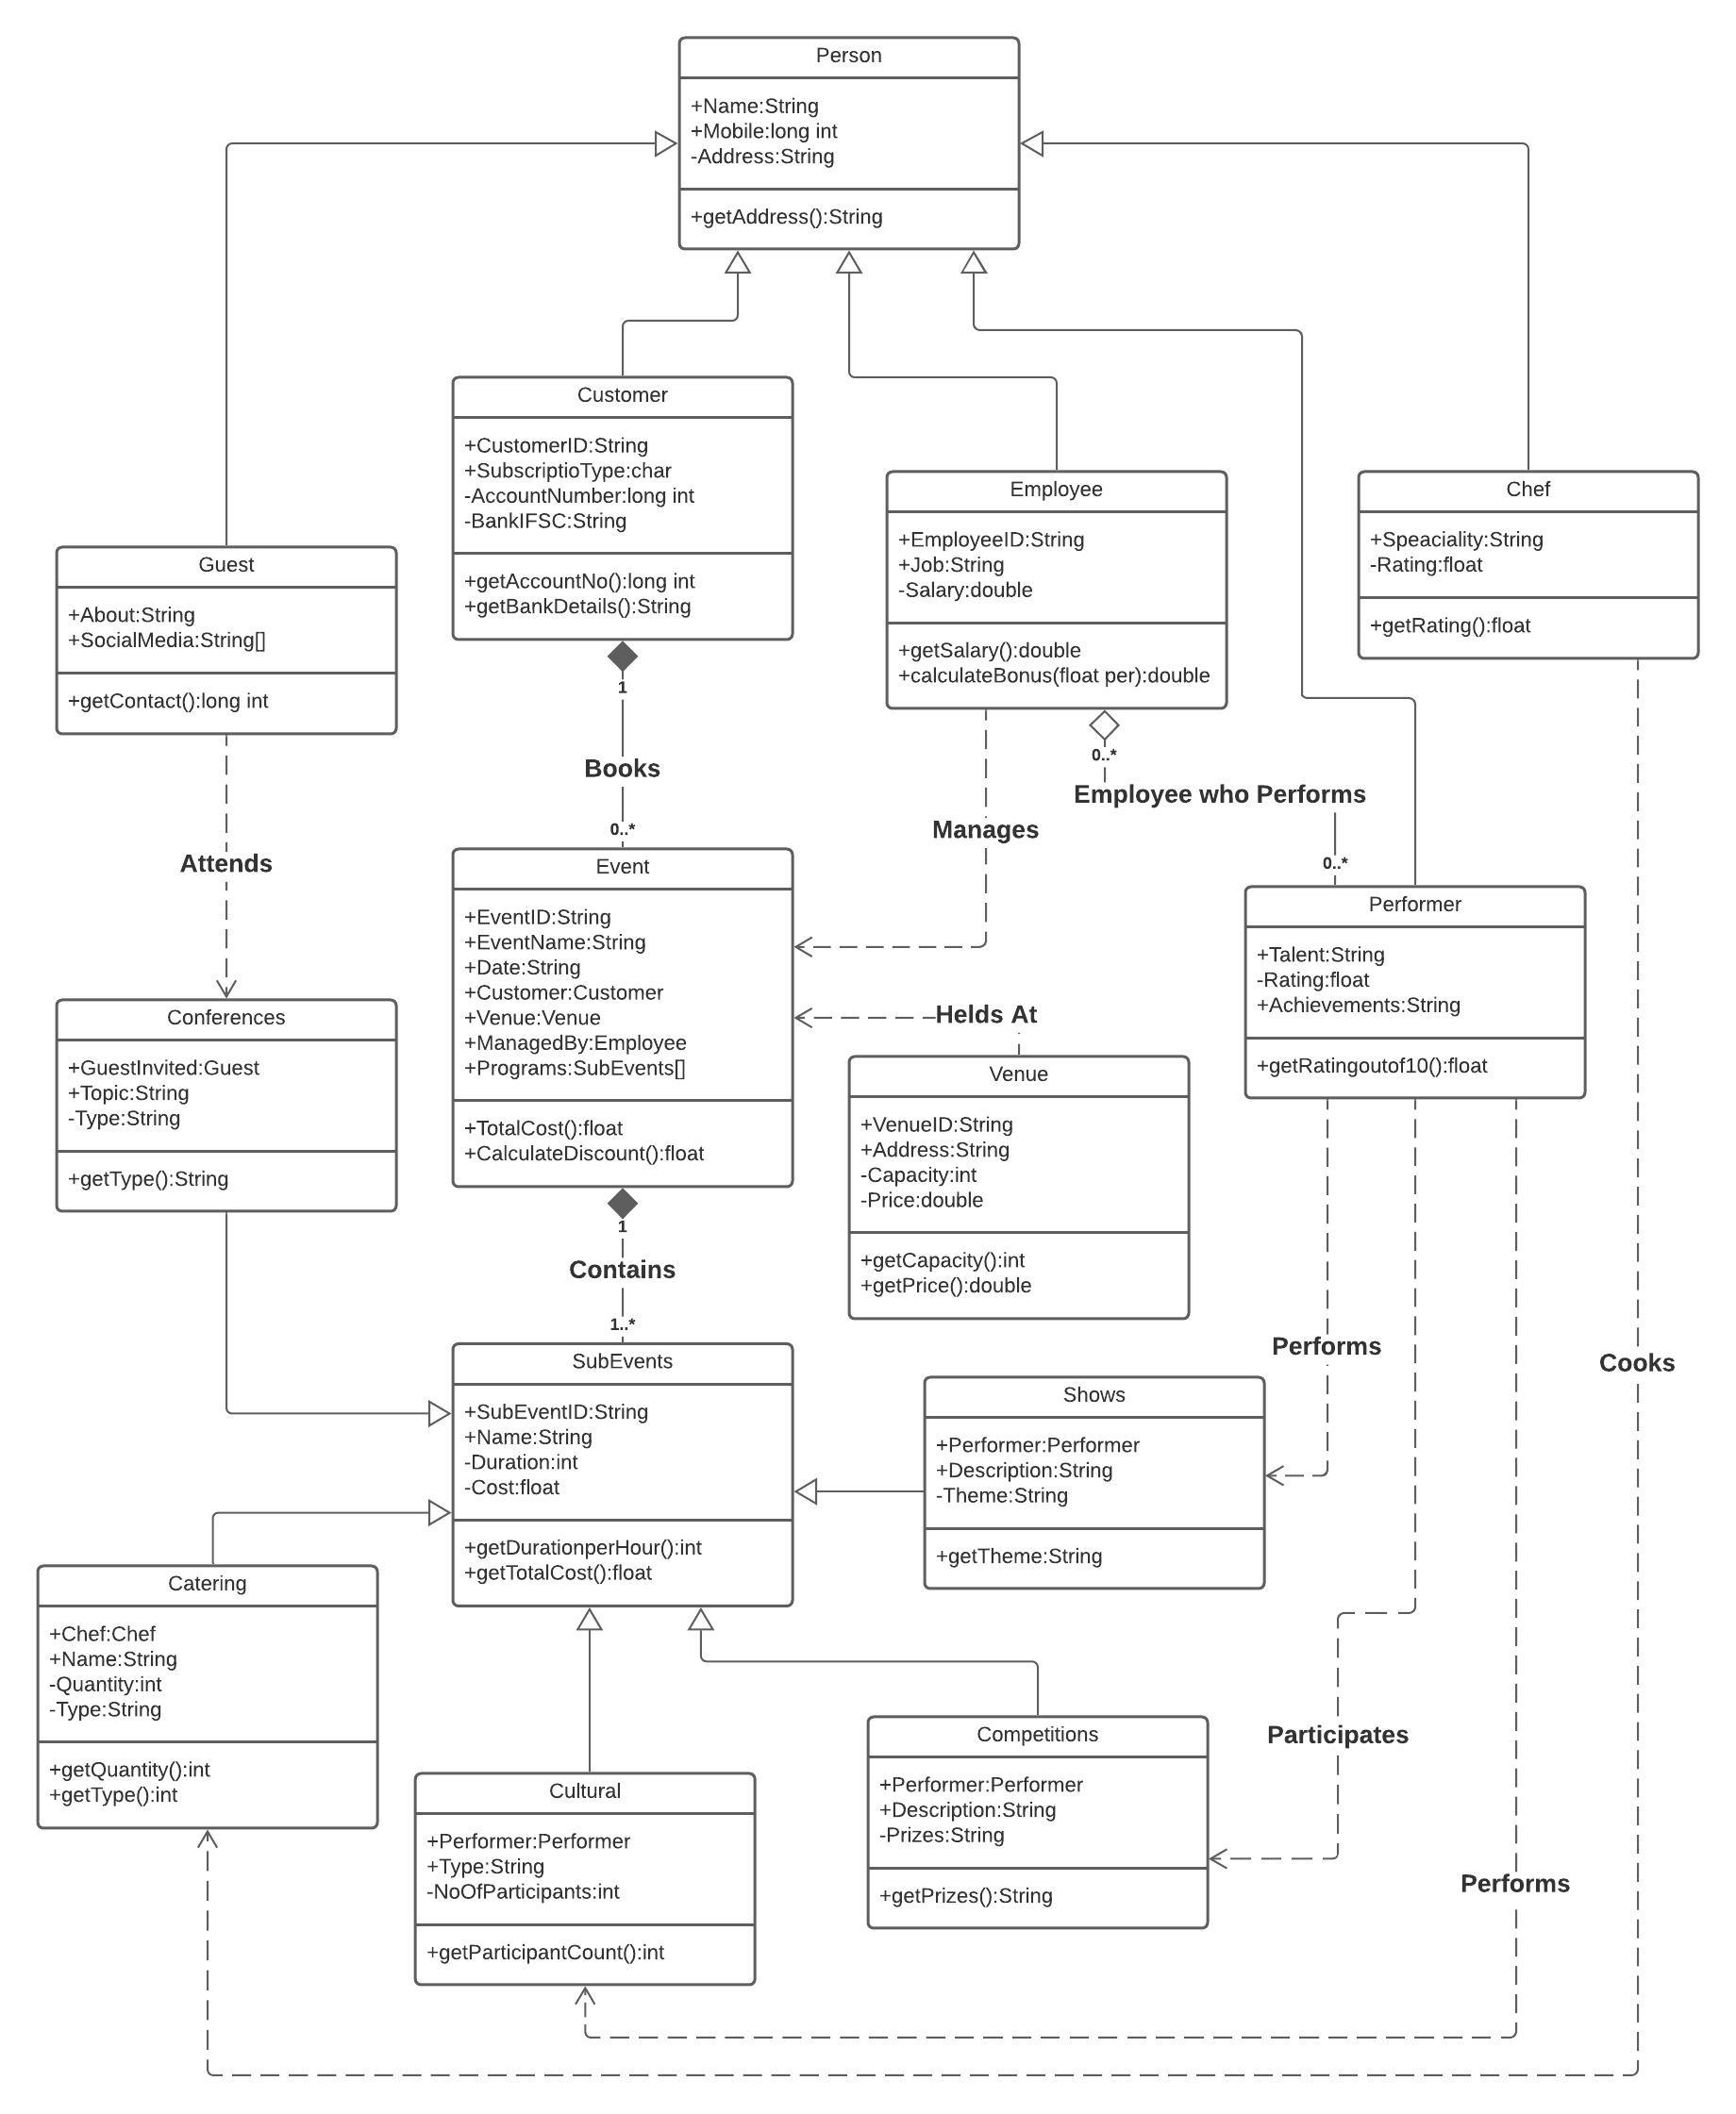 Person
+Name:String
+Mobile:long int
-Address:String
+getAddress():String
Customer
+CustomerID:String
+SubscriptioType:char
-AccountNumber:long int
-BankIFSC:String
+getAccountNo():long int
+getBankDetails():String
Employee
+EmployeeID:String
+Job:String
-Salary:double
+getSalary():double
+calculateBonus(float per):double
Chef
+Speaciality:String
-Rating:float
+getRating():float
Guest
+About:String
+SocialMedia:String[]
+getContact():long int
1
Books
0..*
0..*
Employee who Performs
0..*
Manages
Attends
Event
+EventID:String
+EventName:String
+Date:String
+Customer:Customer
+Venue:Venue
+ManagedBy:Employee
+Programs:SubEvents[]
+TotalCost():float
+CalculateDiscount():float
Performer
+Talent:String
-Rating:float
+Achievements:String
+getRatingoutof10():float
Conferences
+GuestInvited:Guest
+Topic:String
-Type:String
+getType():String
Helds At
Venue
+VenueID:String
+Address:String
-Capacity:int
-Price:double
+getCapacity():int
+getPrice():double
1
Contains
1..*
Performs
Cooks
SubEvents
+SubEventID:String
+Name:String
-Duration:int
-Cost:float
+getDurationperHour():int
+getTotalCost():float
Shows
+Performer:Performer
+Description:String
-Theme:String
+getTheme:String
Catering
+Chef:Chef
+Name:String
-Quantity:int
-Type:String
+getQuantity():int
+getType():int
Cultural
+Performer:Performer
+Type:String
-NoOfParticipants:int
+getParticipantCount():int
Competitions
+Performer:Performer
+Description:String
-Prizes:String
+getPrizes():String
Participates
Performs